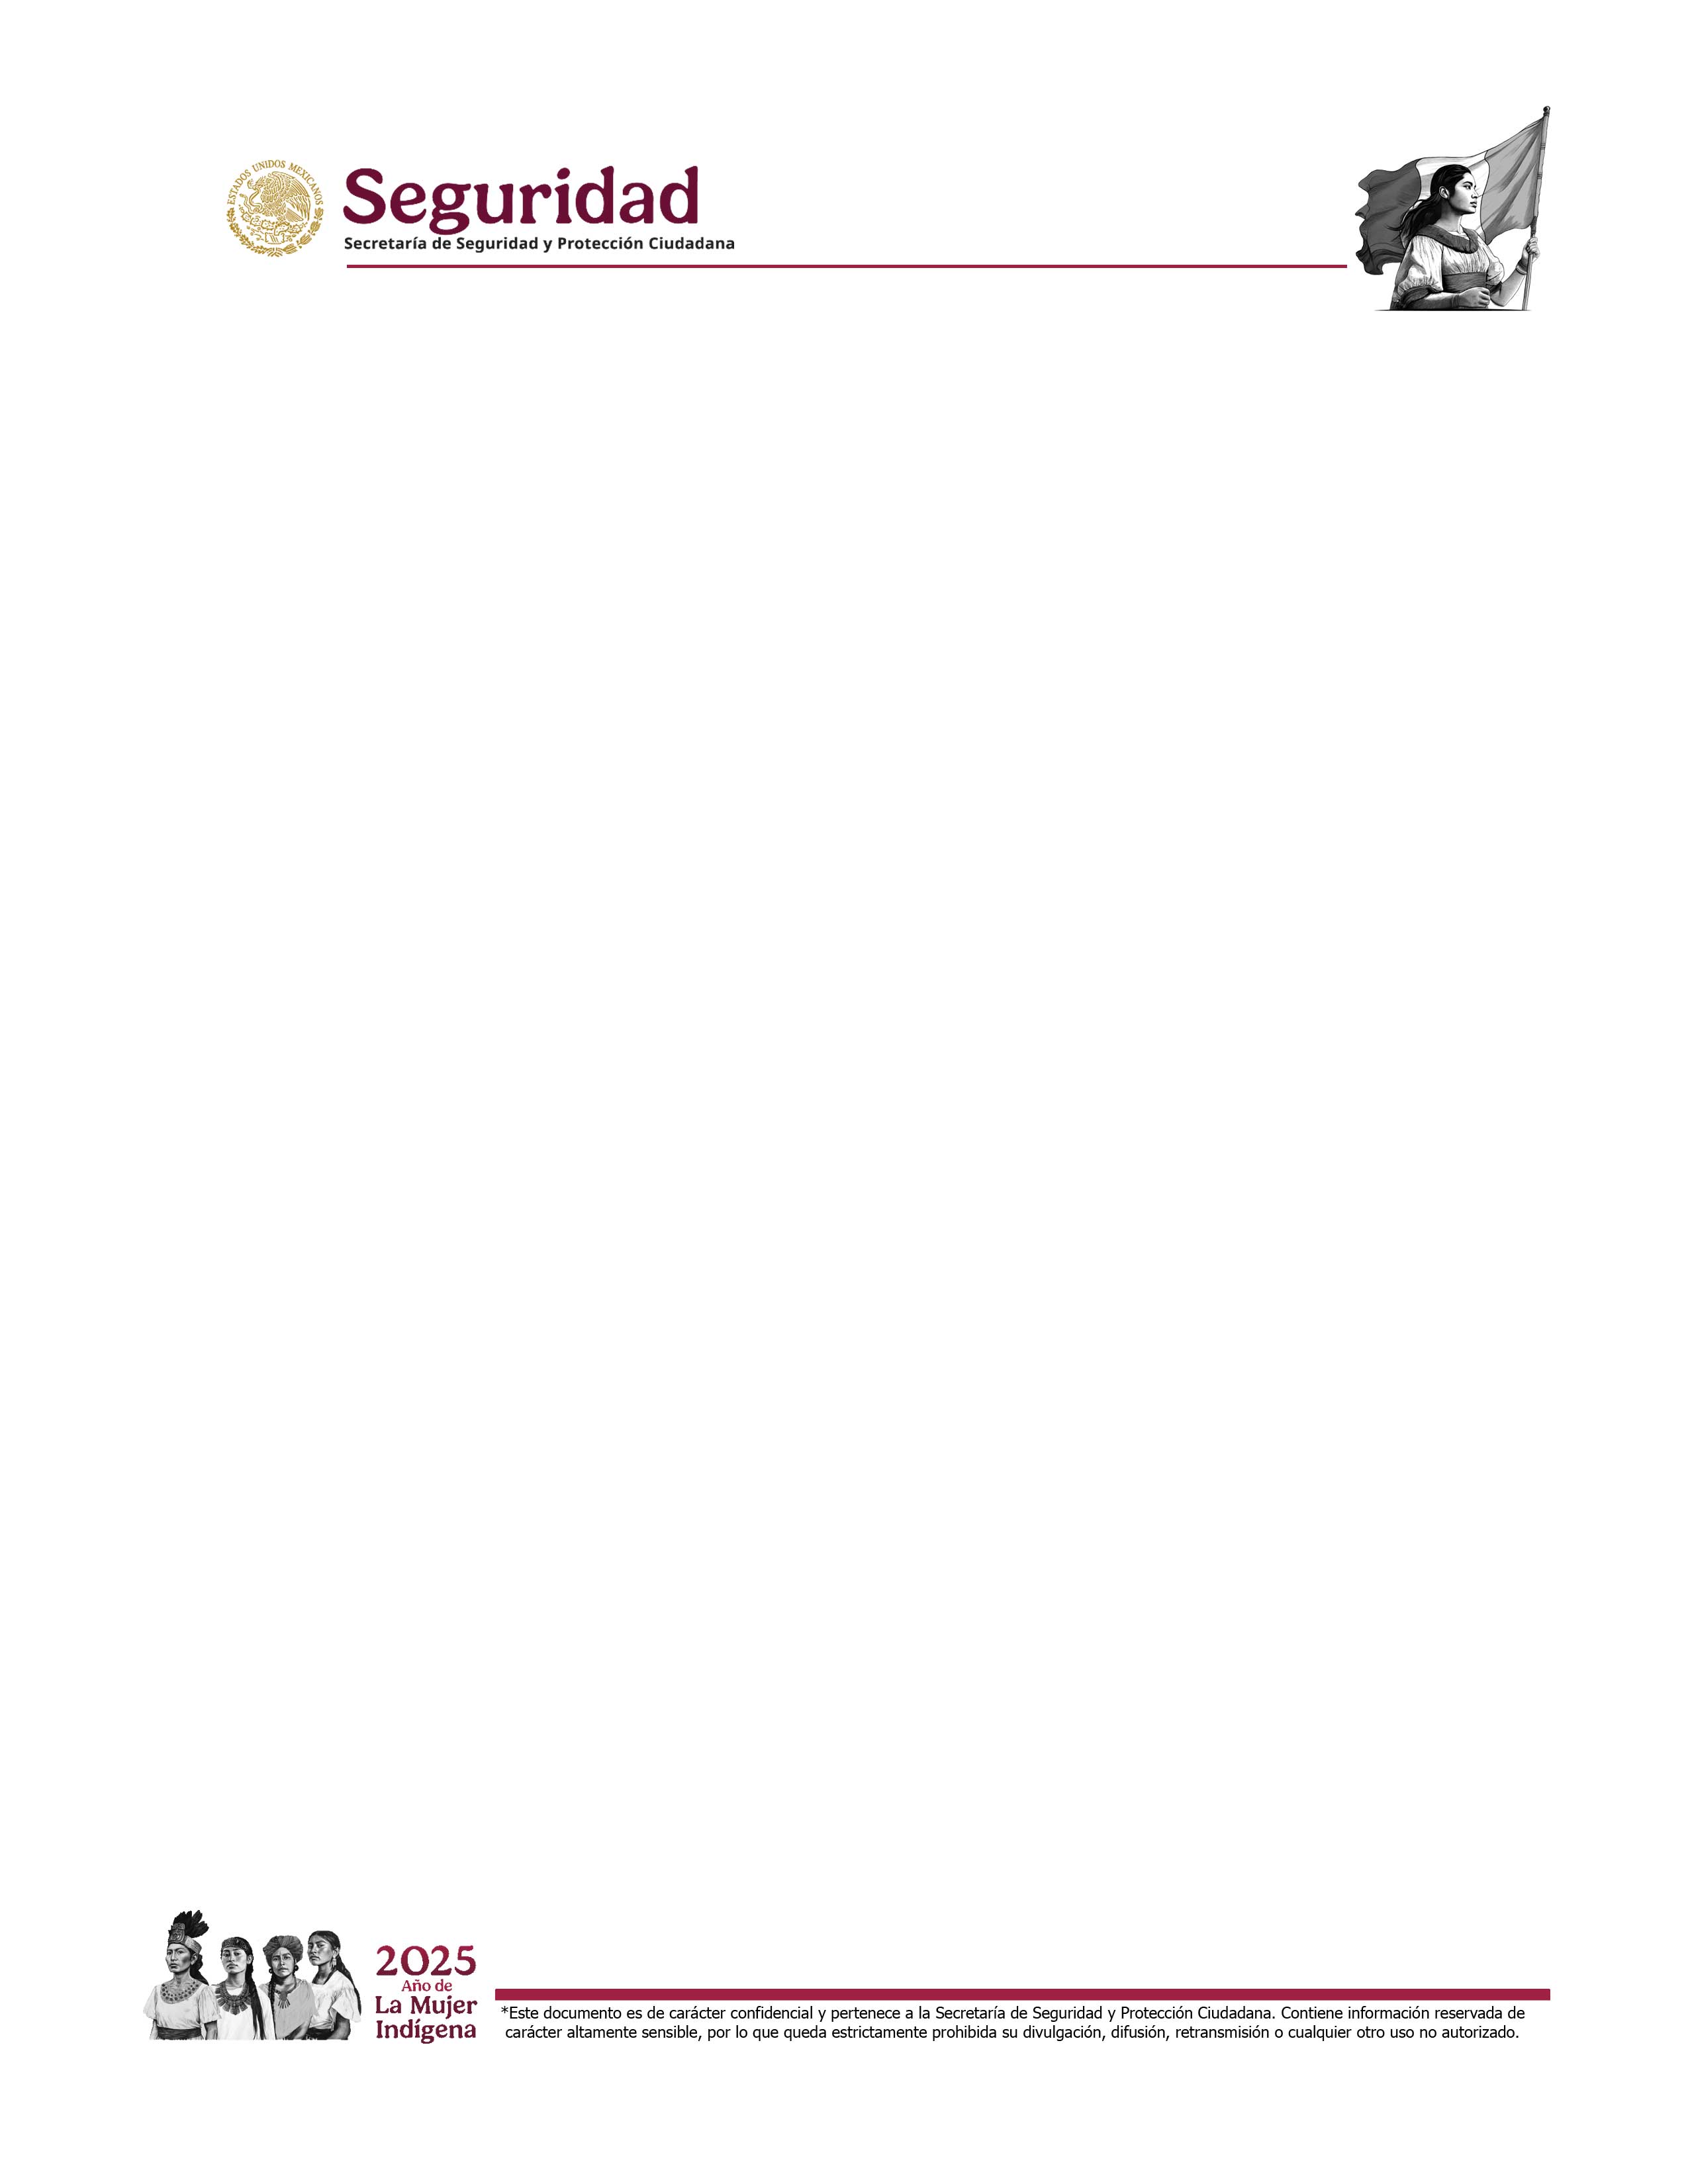 ESTADOS UNIDOS MEXICANOS
Seguridad
Secretaría de Seguridad y Protección Ciudadana
2025
Año de
La Mujer
Indígena
*Este documento es de carácter confidencial y pertenece a la Secretaría de Seguridad y Protección Ciudadana. Contiene información reservada de
carácter altamente sensible, por lo que queda estrictamente prohibida su divulgación, difusión, retransmisión o cualquier otro uso no autorizado.